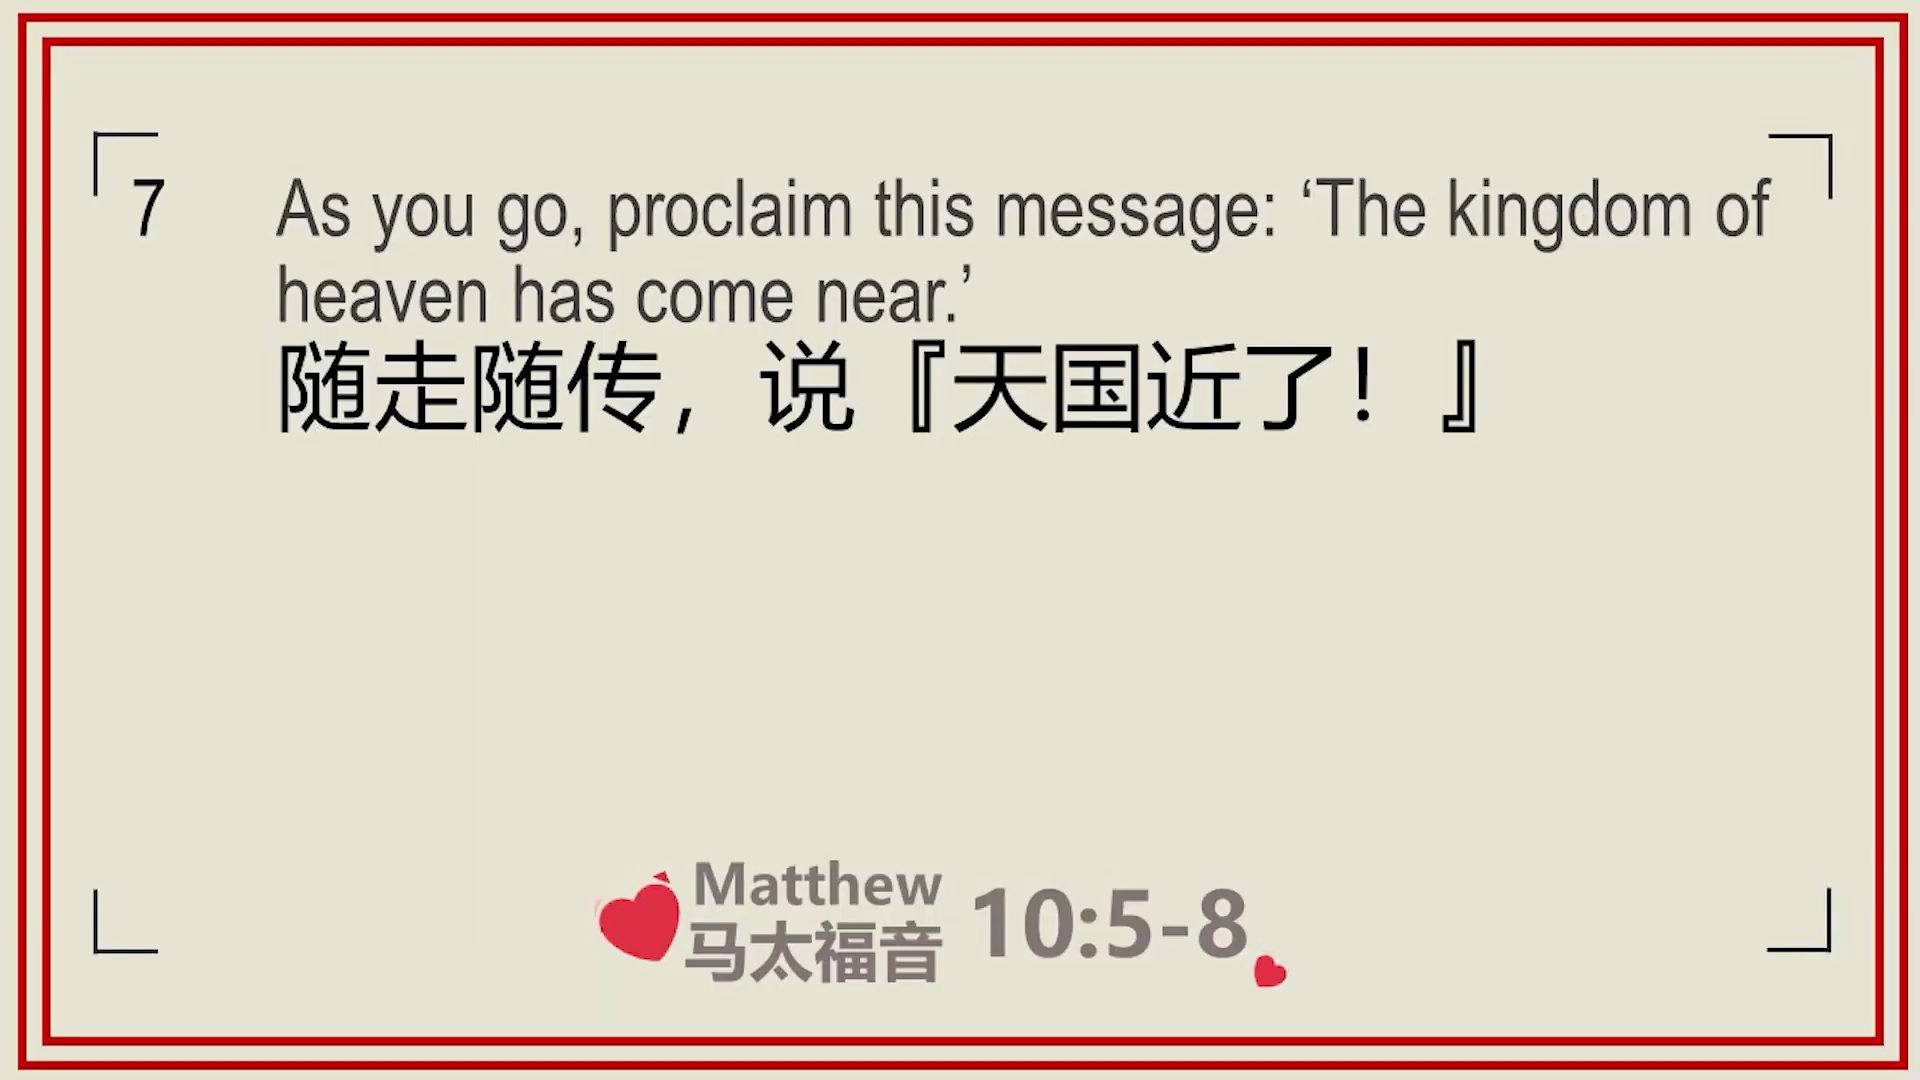 7 As you go, proclaim this message: ‘The kingdom of
heaven has come near.’
随走随传，说『天国近了！』
Matthew
马太福音
10:5-8